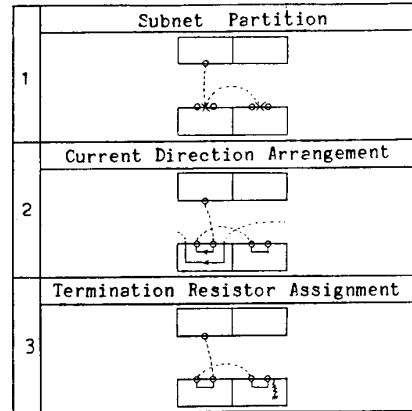 Subnet Partition
1
Current Direction Arrangement
2
Termination Resistor Assignment
3